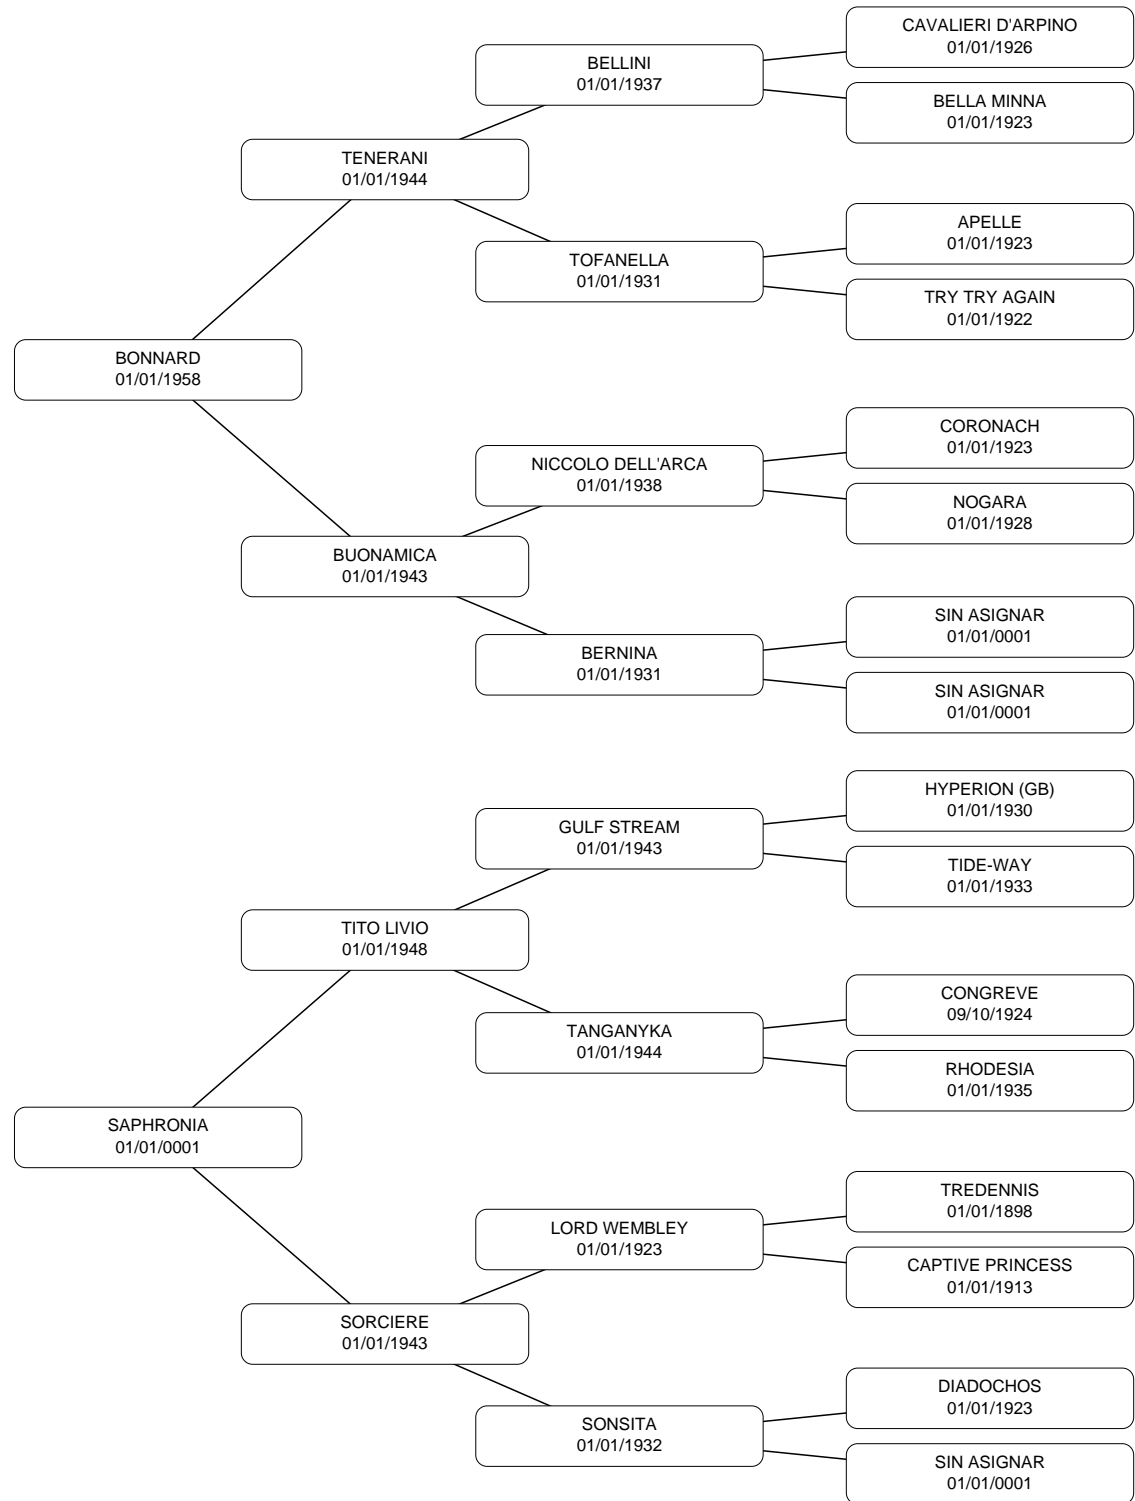 CAVALIERI D'ARPINO
01/01/1926
BELLINI
01/01/1937
BELLA MINNA
01/01/1923
TENERANI
01/01/1944
APELLE
01/01/1923
TOFANELLA
01/01/1931
TRY TRY AGAIN
01/01/1922
BONNARD
01/01/1958
CORONACH
01/01/1923
NICCOLO DELL'ARCA
01/01/1938
NOGARA
01/01/1928
BUONAMICA
01/01/1943
SIN ASIGNAR
01/01/0001
BERNINA
01/01/1931
SIN ASIGNAR
01/01/0001
HYPERION (GB)
01/01/1930
GULF STREAM
01/01/1943
TIDE-WAY
01/01/1933
TITO LIVIO
01/01/1948
CONGREVE
09/10/1924
TANGANYKA
01/01/1944
RHODESIA
01/01/1935
SAPHRONIA
01/01/0001
TREDENNIS
01/01/1898
LORD WEMBLEY
01/01/1923
CAPTIVE PRINCESS
01/01/1913
SORCIERE
01/01/1943
DIADOCHOS
01/01/1923
SONSITA
01/01/1932
SIN ASIGNAR
01/01/0001